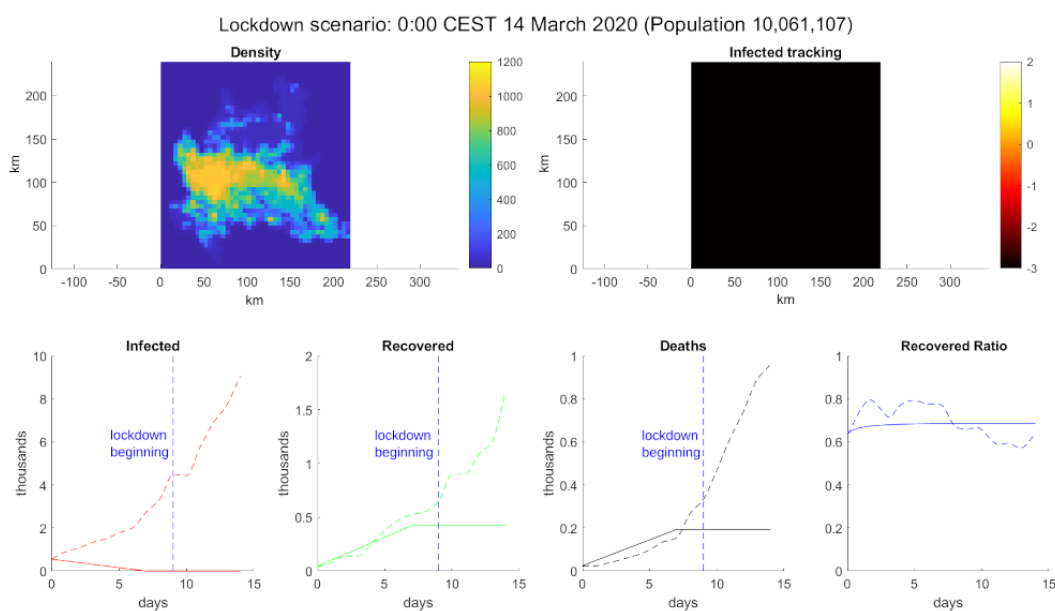 Lockdown scenario: 0:00 CEST 14 March 2020 (Population 10,061,107)
Density
km
200
150
100
50
0
-100 -50 0 50 100 150 200 250 300
km
1200
1000
800
600
400
200
0
Infected tracking
km
200
150
100
50
0
-100 -50 0 50 100 150 200 250 300
km
2
1
0
-1
-2
-3
Infected
thousands
10
8
6
4
2
0
lockdown
beginning
0 5 10 15
days
Recovered
thousands
2
1.5
1
0.5
0
lockdown
beginning
0 5 10 15
days
Deaths
thousands
1
0.8
0.6
0.4
0.2
0
lockdown
beginning
0 5 10 15
days
Recovered Ratio
1
0.8
0.6
0.4
0.2
0
0 5 10 15
days